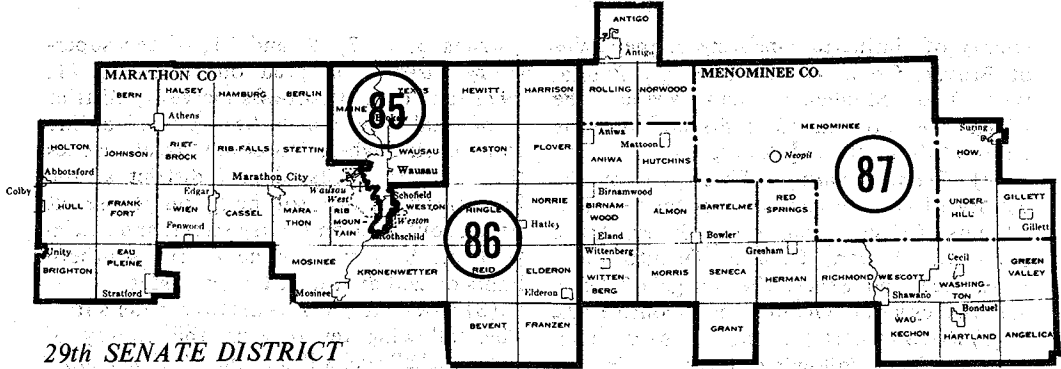 ANTIGO
Antigo
MARATHON CO
MENOMINEE CO.
BERN HALSEY HAMBURG BERLIN MAINE TEXAS HEWITT HARRISON ROLLING NORWOOD
85
Athens
MENOMINEE
Suring
HOLTON JOHNSON RIET-
BROCK RIB FALLS STETTIN WAUSAU EASTON PLOVER Aniwa Mattoon Neopil HOW
Abbotsford Marathon City Wausau ANIWA HUTCHINS
87
Colby Edgar Wausau
West Schofield Birnamwood
HULL FRANK-
FORT WIEN CASSEL MARA-
THON RIB
MOUN-
TAIN WESTON RINGLE NORRIE BIRNAM-
WOOD ALMON BARTELME RED
SPRINGS UNDER-
HILL GILLETT
Fenwood Weston Hatley Gillett
Rothschild
86
Eland Bowler Gresham
Unity EAU
PLEINE MOSINEE Wittenberg Cecil
BRIGHTON KRONENWETTER REID ELDERON WITTEN-
BERG MORRIS SENECA HERMAN RICHMOND WESCOTT WASHING-
TON GREEN
VALLEY
Stratford Mosinee Elderon Shawano Bonduel
BEVENT FRANZEN GRANT WAU-
KECHON HARTLAND ANGELICA
29th SENATE DISTRICT